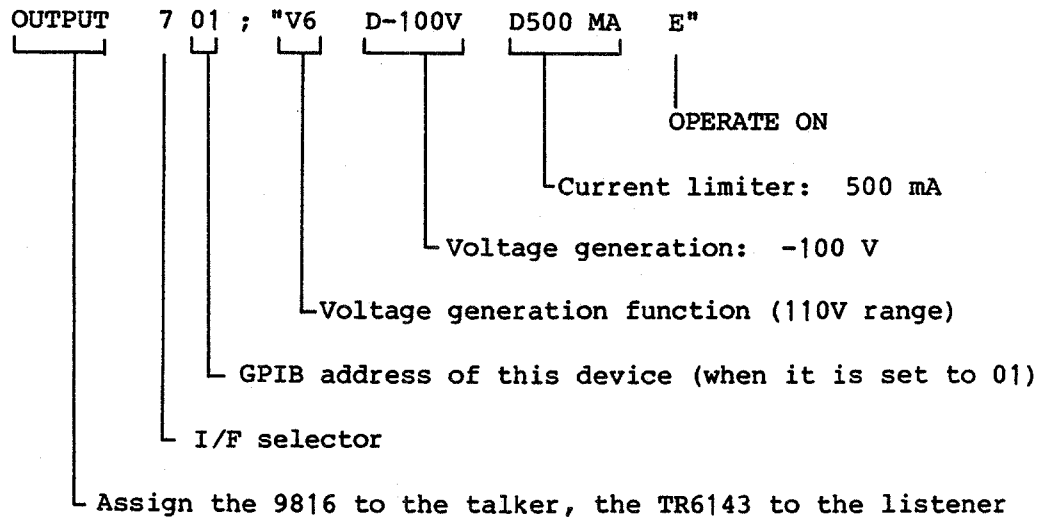 OUTPUT 7 01 ; "V6 D-100V D500 MA E"
OPERATE ON
Current limiter: 500 mA
Voltage generation: -100 V
Voltage generation function (110V range)
GPIB address of this device (when it is set to 01)
I/F selector
Assign the 9816 to the talker, the TR6143 to the listener